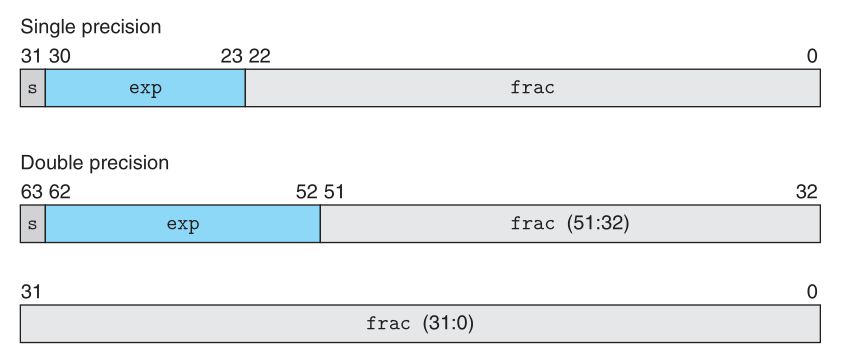 Single precision
31 30 23 22 0
s exp frac
Double precision
63 62 52 51 32
s exp frac (51:32)
31 0
frac (31:0)